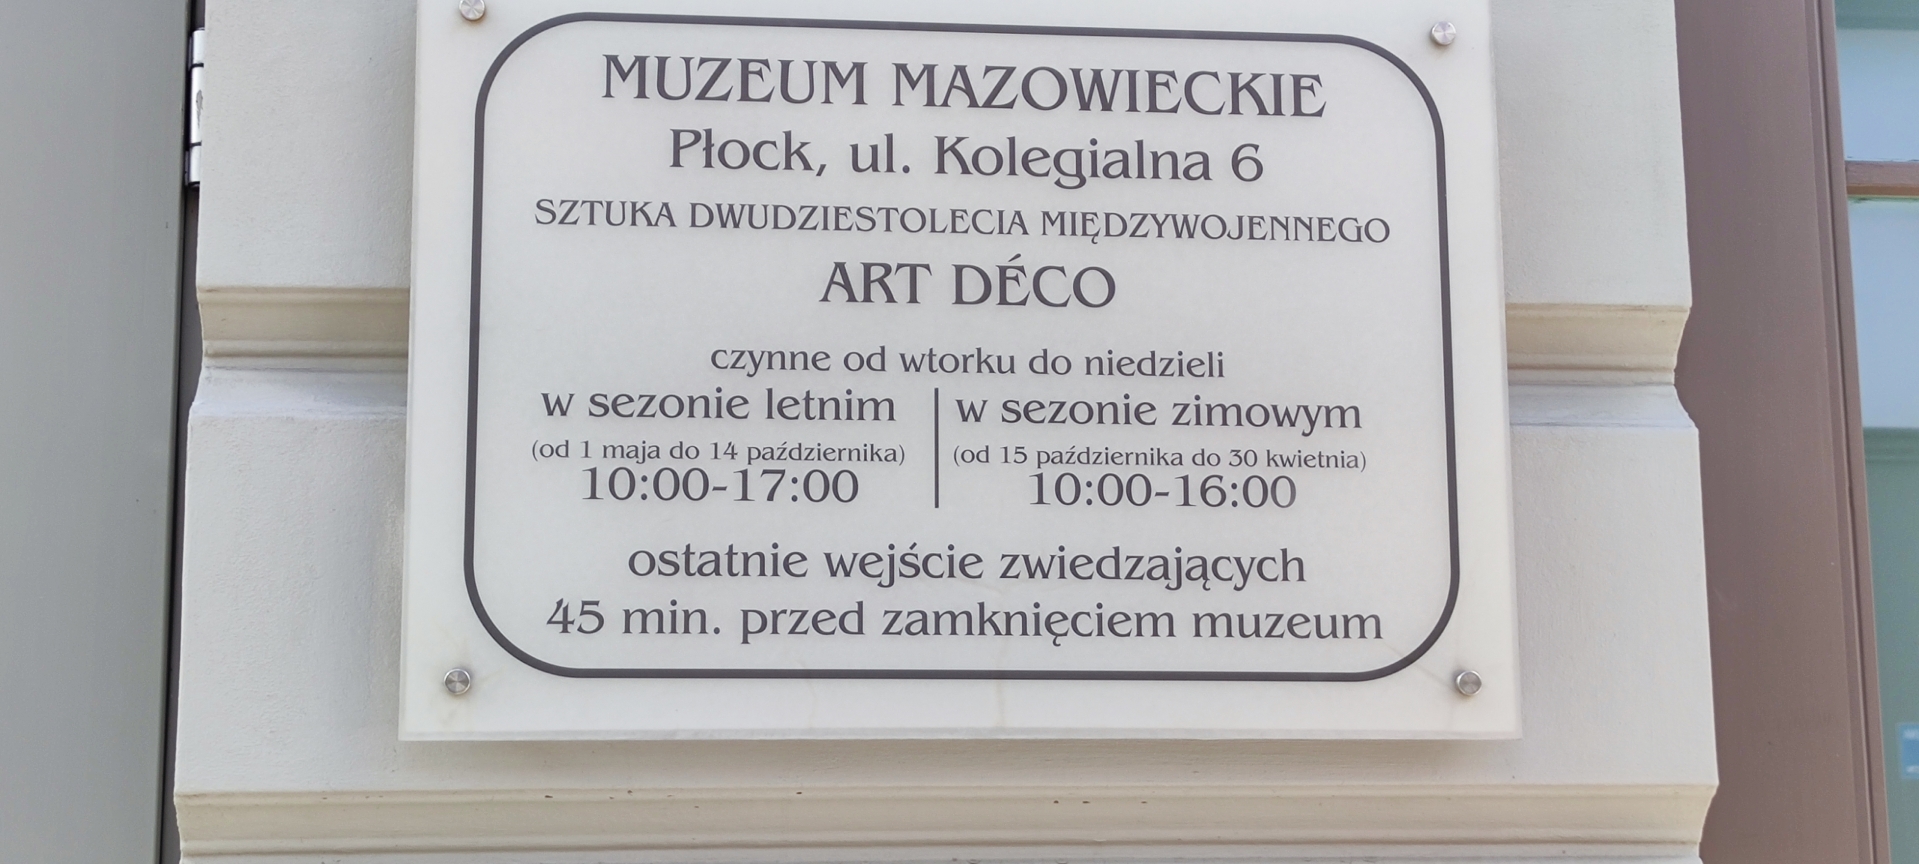 MUZEUM MAZOWIECKIE
Płock, ul. Kolegialna 6
SZTUKA DWUDZIESTOLECIA MIĘDZYWOJENNEGO
ART DÉCO
czynne od wtorku do niedzieli
w sezonie letnim
(od 1 maja do 14 października)
10:00-17:00
w sezonie zimowym
(od 15 października do 30 kwietnia)
10:00-16:00
ostatnie wejście zwiedzających
45 min. przed zamknięciem muzeum